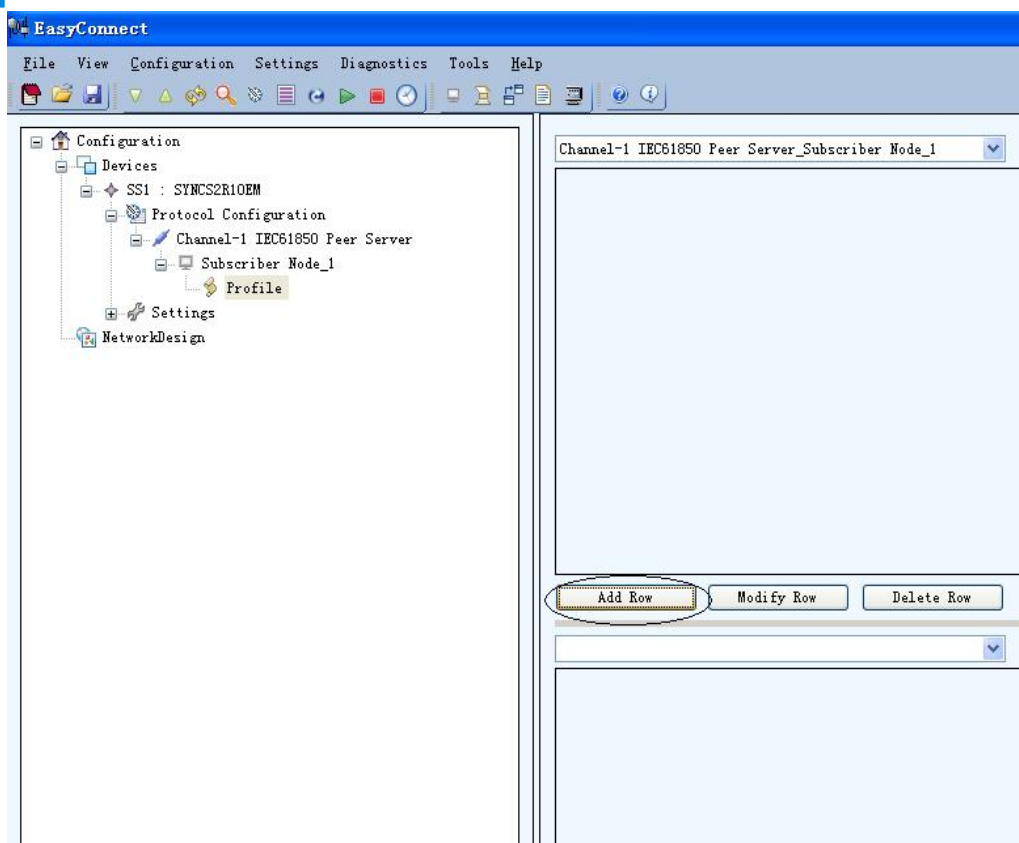 EasyConnect
File View Configuration Settings Diagnostics Tools Help
Configuration
Devices
SS1 : SYNCS2R10EM
Protocol Configuration
Channel-1 IEC61850 Peer Server
Subscriber Node_1
Profile
Settings
NetworkDesign
Channel-1 IEC61850 Peer Server_Subscriber Node_1
Add Row Modify Row Delete Row